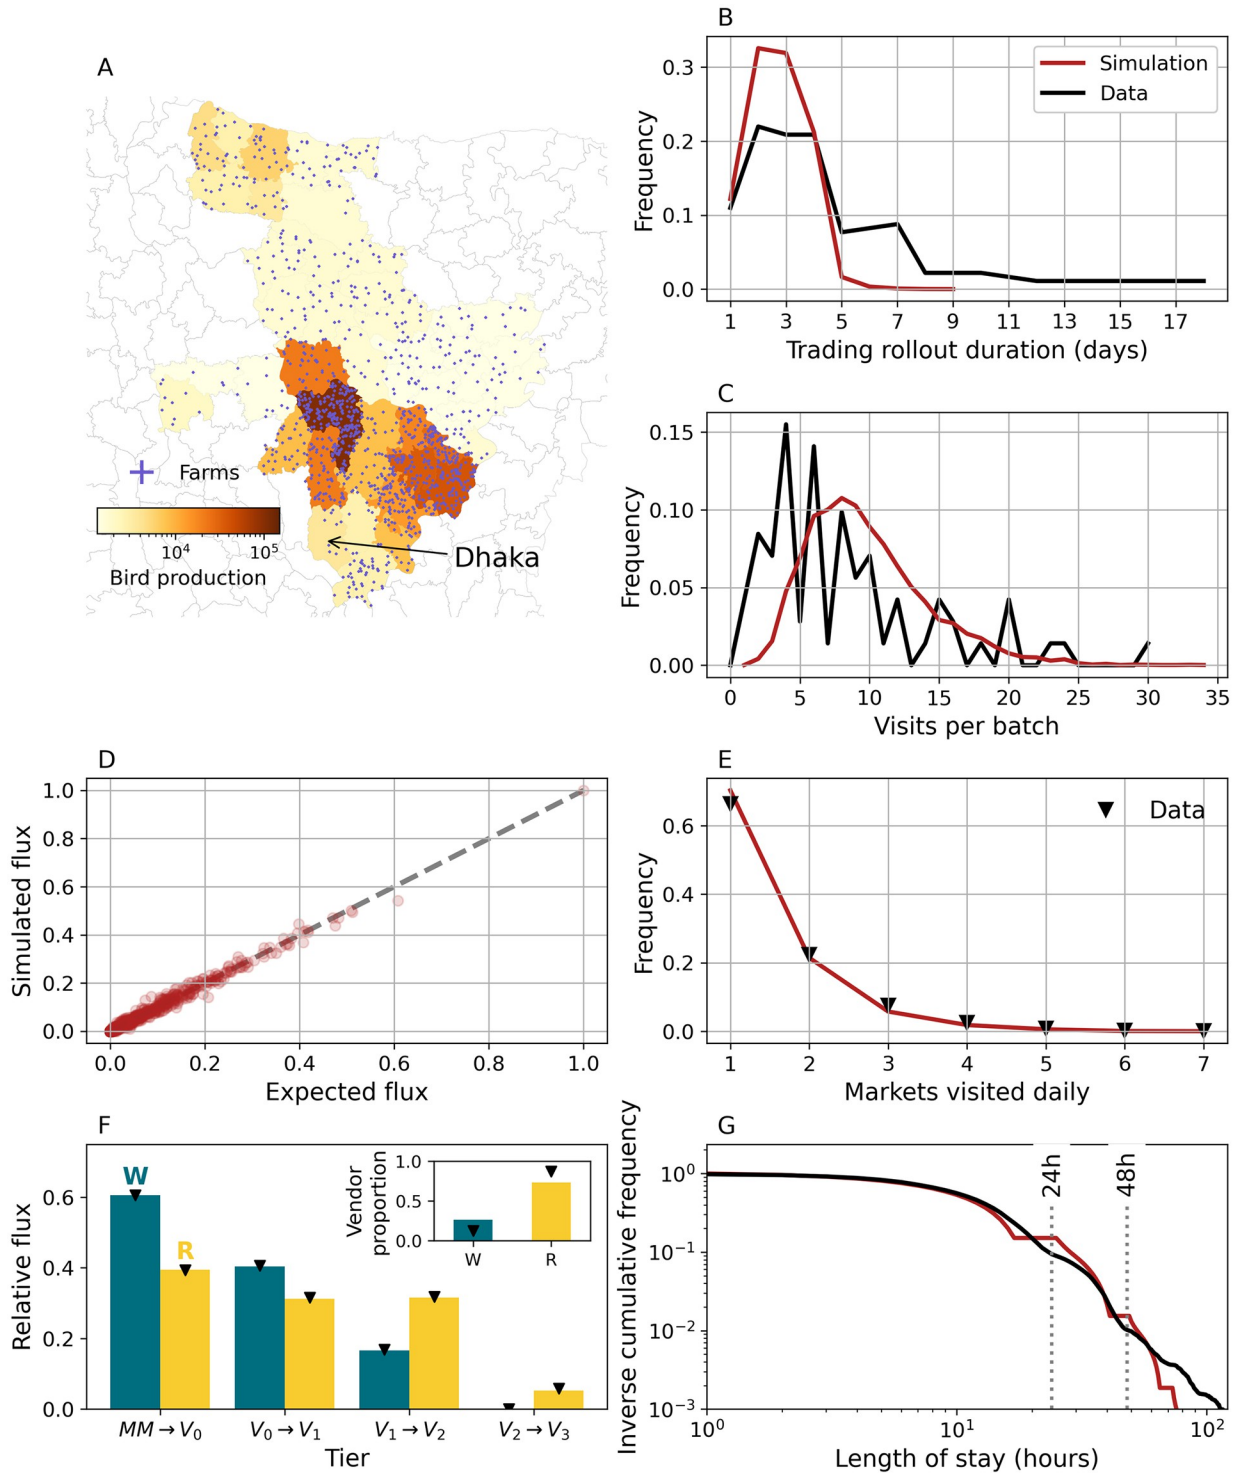 A
Farms
10⁴
10⁵
Bird production
Dhaka
B
Simulation
Data
Frequency
0.3
0.2
0.1
0.0
1 3 5 7 9 11 13 15 17
Trading rollout duration (days)
C
Frequency
0.15
0.10
0.05
0.00
0 5 10 15 20 25 30 35
Visits per batch
D
Simulated flux
1.0
0.8
0.6
0.4
0.2
0.0
0.0 0.2 0.4 0.6 0.8 1.0
Expected flux
E
Data
Frequency
0.6
0.4
0.2
0.0
1 2 3 4 5 6 7
Markets visited daily
F
W
R
Relative flux
0.6
0.4
0.2
0.0
MM → V₀ V₀ → V₁ V₁ → V₂ V₂ → V₃
Tier
Vendor
proportion
1.0
0.5
0.0
W R
G
24h
48h
Inverse cumulative frequency
10⁰
10⁻¹
10⁻²
10⁻³
10⁰ 10¹ 10²
Length of stay (hours)